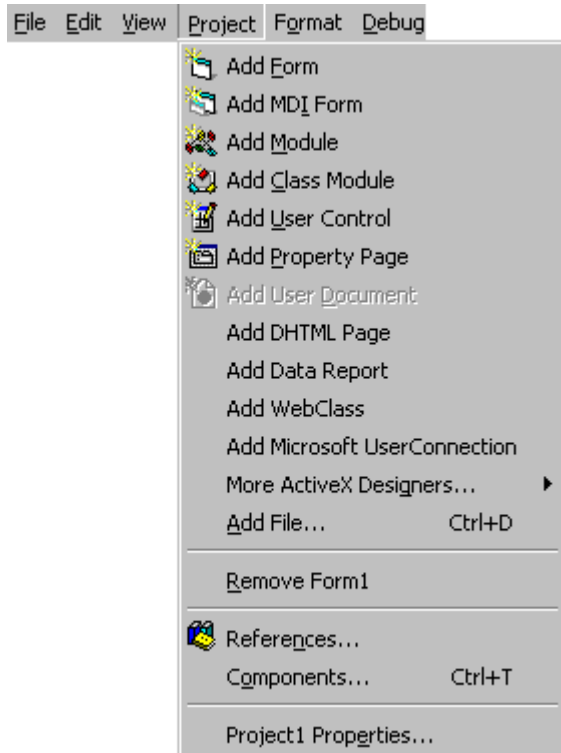 File Edit View Project Format Debug
Add Form
Add MDI Form
Add Module
Add Class Module
Add User Control
Add Property Page
Add User Document
Add DHTML Page
Add Data Report
Add WebClass
Add Microsoft UserConnection
More ActiveX Designers...
Add File... Ctrl+D
Remove Form1
References...
Components... Ctrl+T
Project1 Properties...